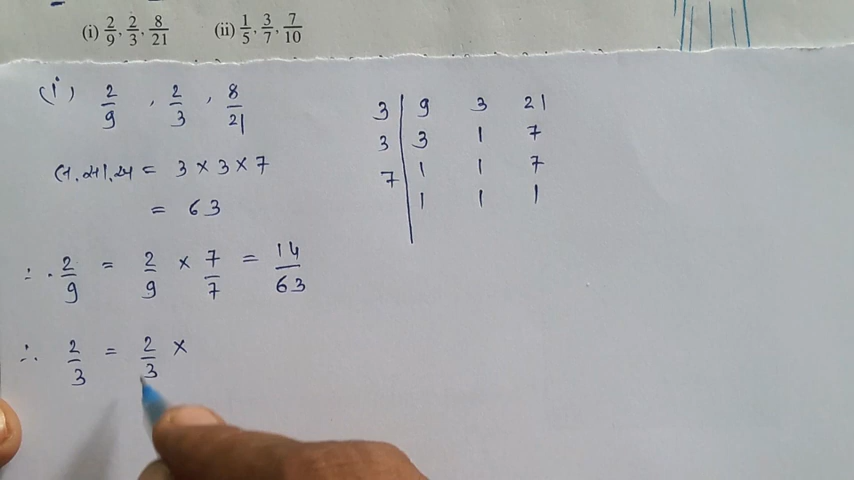 (i) 2/9, 2/3, 8/21 (ii) 1/5, 3/7, 7/10
(i) 2/9 , 2/3 , 8/21
= 3 × 3 × 7
= 63
∴ 2/9 = 2/9 × 7/7 = 14/63
∴ 2/3 = 2/3 ×
3 | 9 3 21
3 | 3 1 7
7 | 1 1 7
| 1 1 1